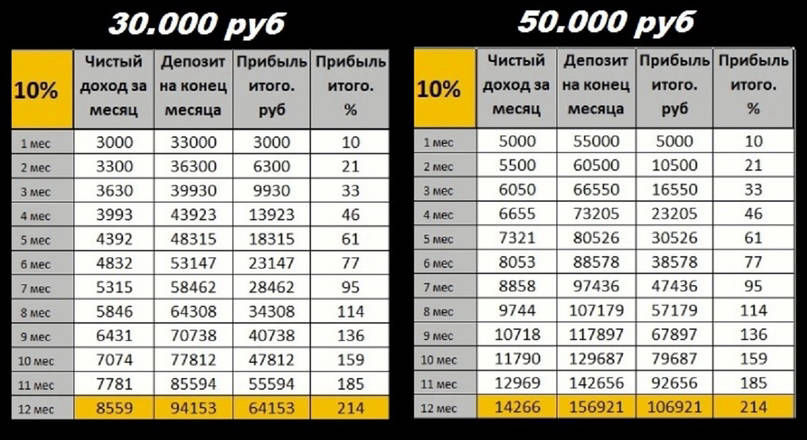 30.000 руб
10%
Чистый доход за месяц
Депозит на конец месяца
Прибыль итого. руб
Прибыль итого. %
1 мес 3000 33000 3000 10
2 мес 3300 36300 6300 21
3 мес 3630 39930 9930 33
4 мес 3993 43923 13923 46
5 мес 4392 48315 18315 61
6 мес 4832 53147 23147 77
7 мес 5315 58462 28462 95
8 мес 5846 64308 34308 114
9 мес 6431 70738 40738 136
10 мес 7074 77812 47812 159
11 мес 7781 85594 55594 185
12 мес 8559 94153 64153 214
50.000 руб
10%
Чистый доход за месяц
Депозит на конец месяца
Прибыль итого. руб
Прибыль итого. %
1 мес 5000 55000 5000 10
2 мес 5500 60500 10500 21
3 мес 6050 66550 16550 33
4 мес 6655 73205 23205 46
5 мес 7321 80526 30526 61
6 мес 8053 88578 38578 77
7 мес 8858 97436 47436 95
8 мес 9744 107179 57179 114
9 мес 10718 117897 67897 136
10 мес 11790 129687 79687 159
11 мес 12969 142656 92656 185
12 мес 14266 156921 106921 214